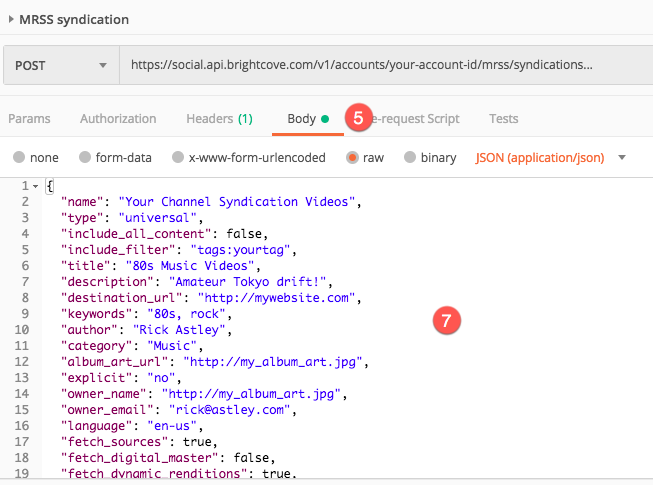 MRSS syndication
POST https://social.api.brightcove.com/v1/accounts/your-account-id/mrss/syndications...
Params Authorization Headers (1) Body 5 e-request Script Tests
none form-data x-www-form-urlencoded raw binary JSON (application/json)
1 {
2 "name": "Your Channel Syndication Videos",
3 "type": "universal",
4 "include_all_content": false,
5 "include_filter": "tags:yourtag",
6 "title": "80s Music Videos",
7 "description": "Amateur Tokyo drift!",
8 "destination_url": "http://mywebsite.com",
9 "keywords": "80s, rock",
7
10 "author": "Rick Astley",
11 "category": "Music",
12 "album_art_url": "http://my_album_art.jpg",
13 "explicit": "no",
14 "owner_name": "http://my_album_art.jpg",
15 "owner_email": "rick@astley.com",
16 "language": "en-us",
17 "fetch_sources": true,
18 "fetch_digital_master": false,
19 "fetch_dynamic_renditions": true,